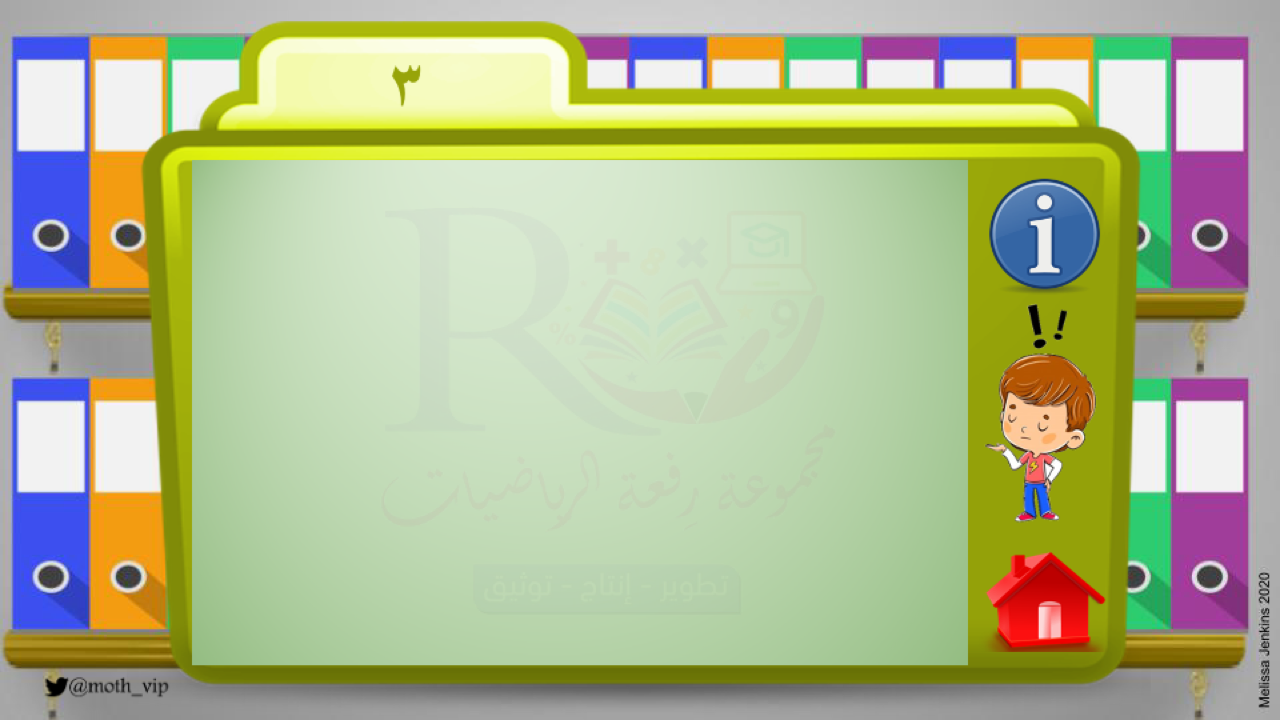 ٣
مجموعة رفعة الرياضيات
تطوير - إنتاج - توثيق
@moth_vip
Melissa Jenkins 2020